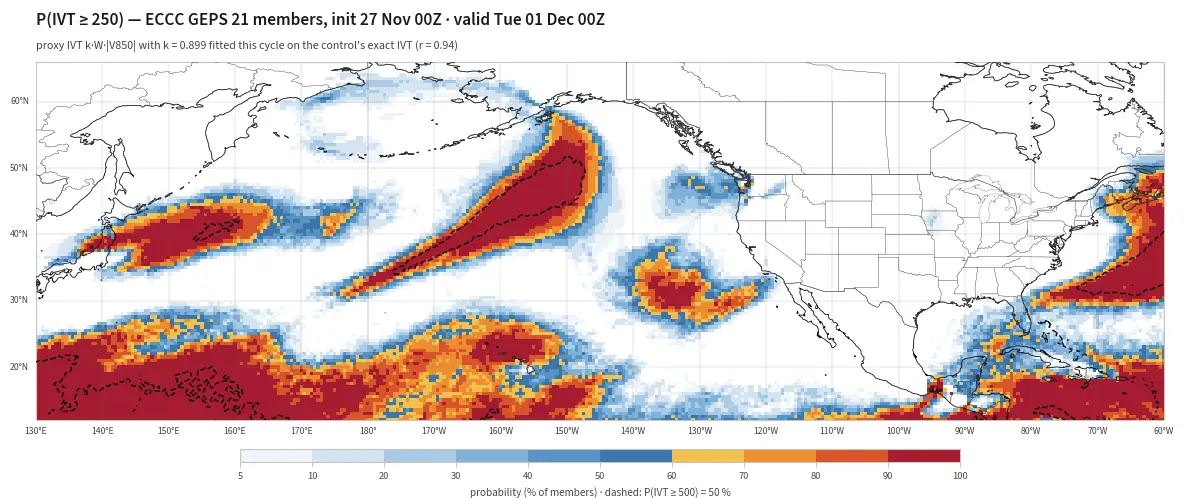 P(IVT ≥ 250) — ECCC GEPS 21 members, init 27 Nov 00Z · valid Tue 01 Dec 00Z
proxy IVT k·W·|V850| with k = 0.899 fitted this cycle on the control's exact IVT (r = 0.94)
60°N
50°N
40°N
30°N
20°N
130°E 140°E 150°E 160°E 170°E 180° 170°W 160°W 150°W 140°W 130°W 120°W 110°W 100°W 90°W 80°W 70°W 60°W
5 10 20 30 40 50 60 70 80 90 100
probability (% of members) · dashed: P(IVT ≥ 500) = 50 %